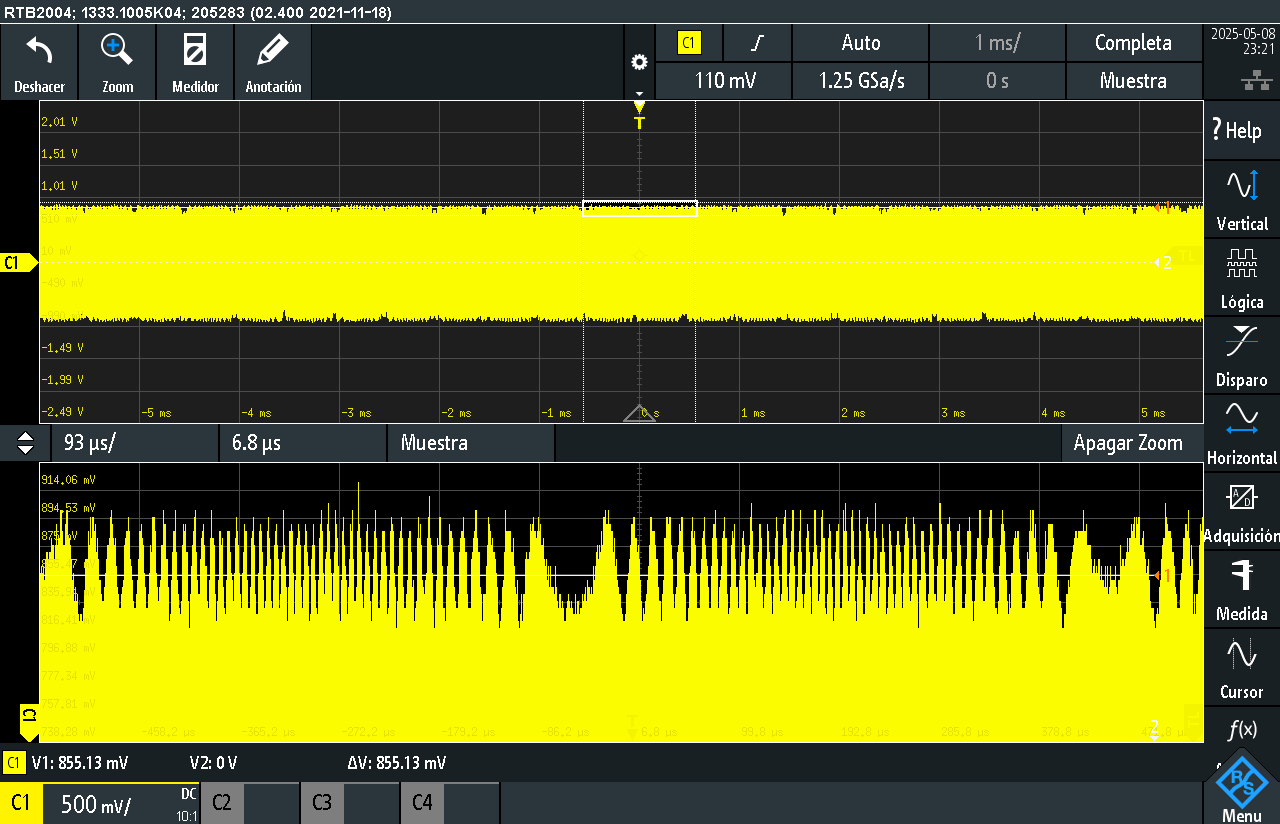 RTB2004; 1333.1005K04; 205283 (02.400 2021-11-18)
Deshacer
Zoom
Medidor
Anotación
C1
Auto
1 ms/
Completa
110 mV
1.25 GSa/s
0 s
Muestra
2025-05-08
23:21
? Help
Vertical
Lógica
Disparo
Horizontal
Adquisición
Medida
Cursor
f(x)
Menu
T
2.01 V
1.51 V
1.01 V
510 mV
10 mV
-490 mV
-990 mV
-1.49 V
-1.99 V
-2.49 V
C1
1
2
TL
-5 ms
-4 ms
-3 ms
-2 ms
-1 ms
0 s
1 ms
2 ms
3 ms
4 ms
5 ms
93 µs/
6.8 µs
Muestra
Apagar Zoom
914.06 mV
894.53 mV
816.41 mV
796.88 mV
777.34 mV
757.81 mV
738.28 mV
1
2
C1
-458.2 µs
-365.2 µs
-272.2 µs
-179.2 µs
-86.2 µs
6.8 µs
99.8 µs
192.8 µs
285.8 µs
378.8 µs
C1 V1: 855.13 mV
V2: 0 V
ΔV: 855.13 mV
C1
500 mV/
DC
10:1
C2
C3
C4
R&S